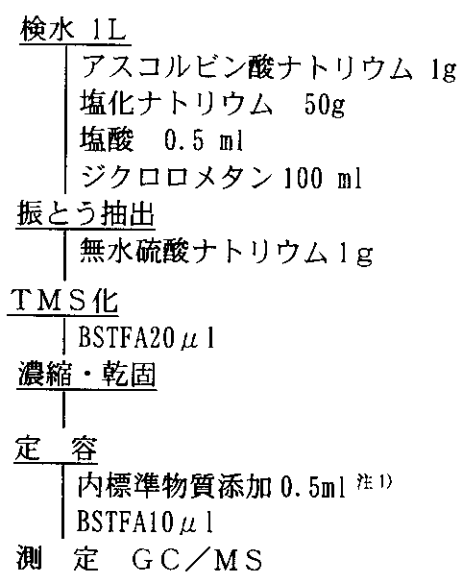 検水 1L
アスコルビン酸ナトリウム 1g
塩化ナトリウム 50g
塩酸 0.5 ml
ジクロロメタン 100 ml
振とう抽出
無水硫酸ナトリウム 1g
TMS化
BSTFA20μl
濃縮・乾固
定 容
内標準物質添加 0.5ml 注1)
BSTFA10μl
測 定 GC/MS